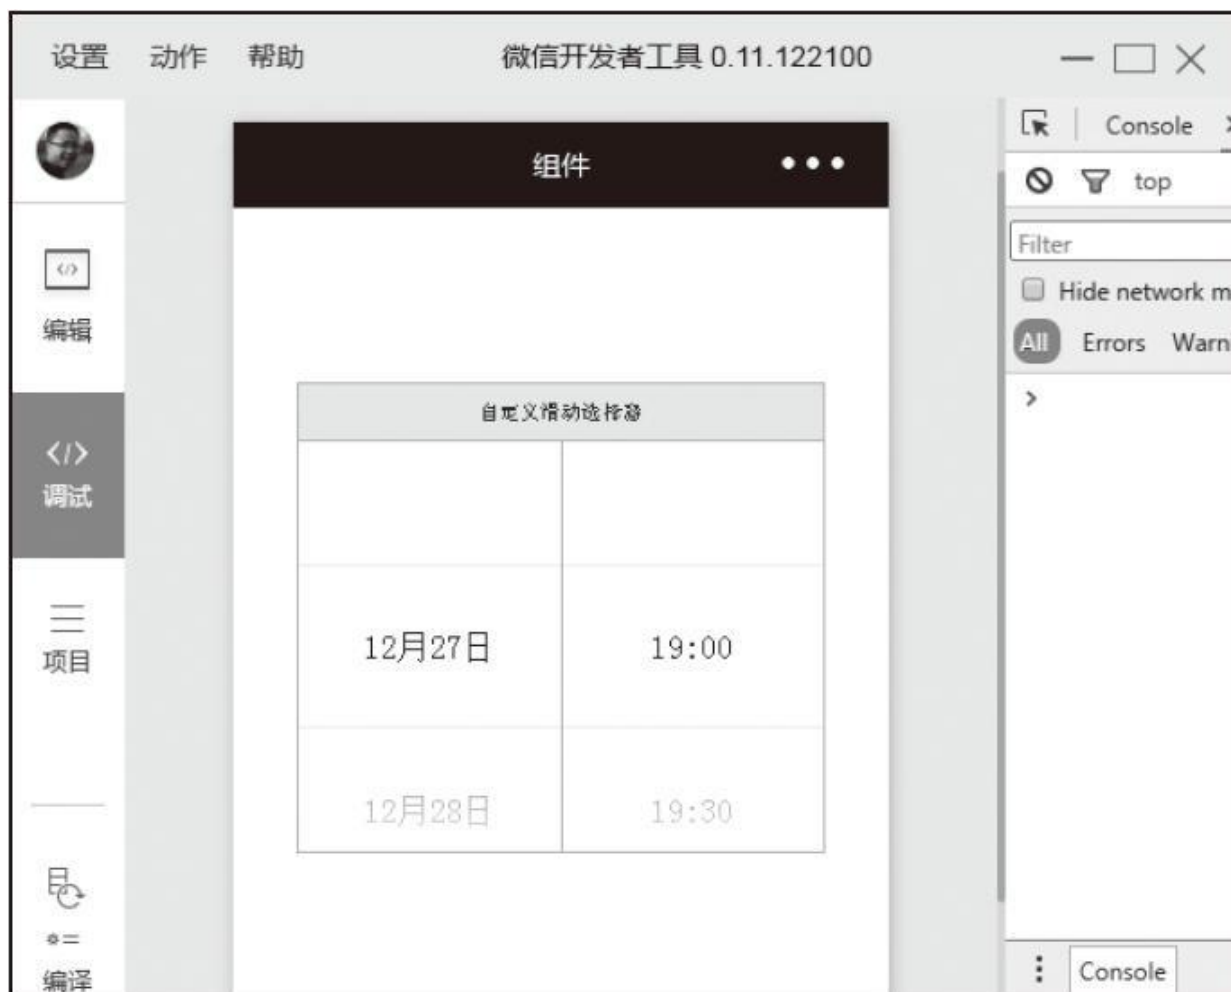 设置 动作 帮助 微信开发者工具 0.11.122100
组件
Console
top
Filter
Hide network m
All Errors Warn
编辑
</>
调试
项目
编译
自定义滑动选择器
12月27日 19:00
12月28日 19:30
Console